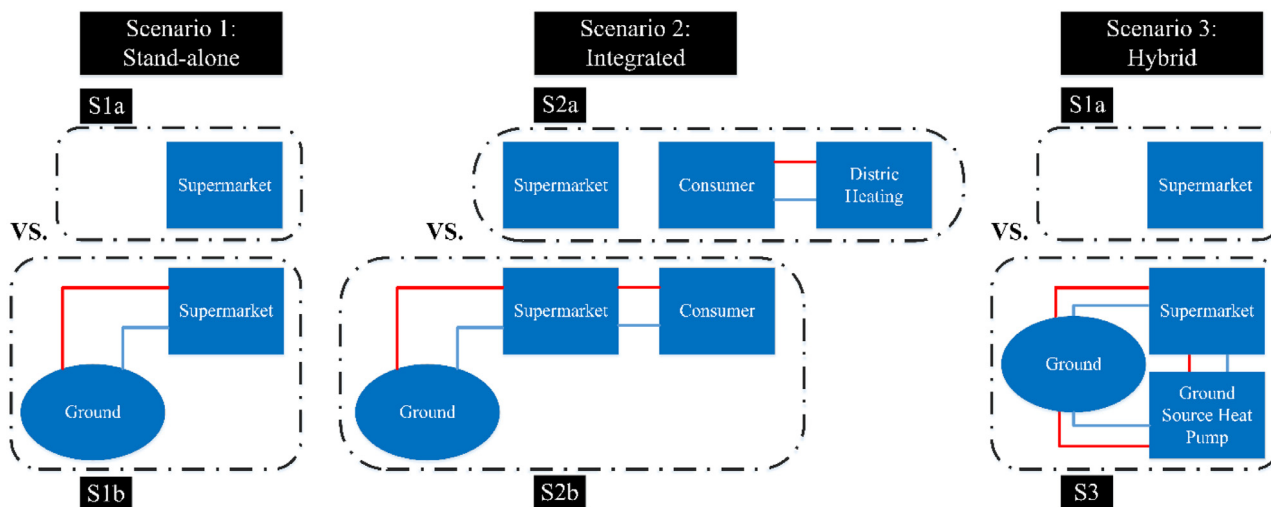 Scenario 1:
Stand-alone
S1a
Supermarket
vs.
Supermarket
Ground
S1b
Scenario 2:
Integrated
S2a
Supermarket
Consumer
Distric
Heating
vs.
Supermarket
Consumer
Ground
S2b
Scenario 3:
Hybrid
S1a
Supermarket
vs.
Supermarket
Ground
Ground
Source Heat
Pump
S3